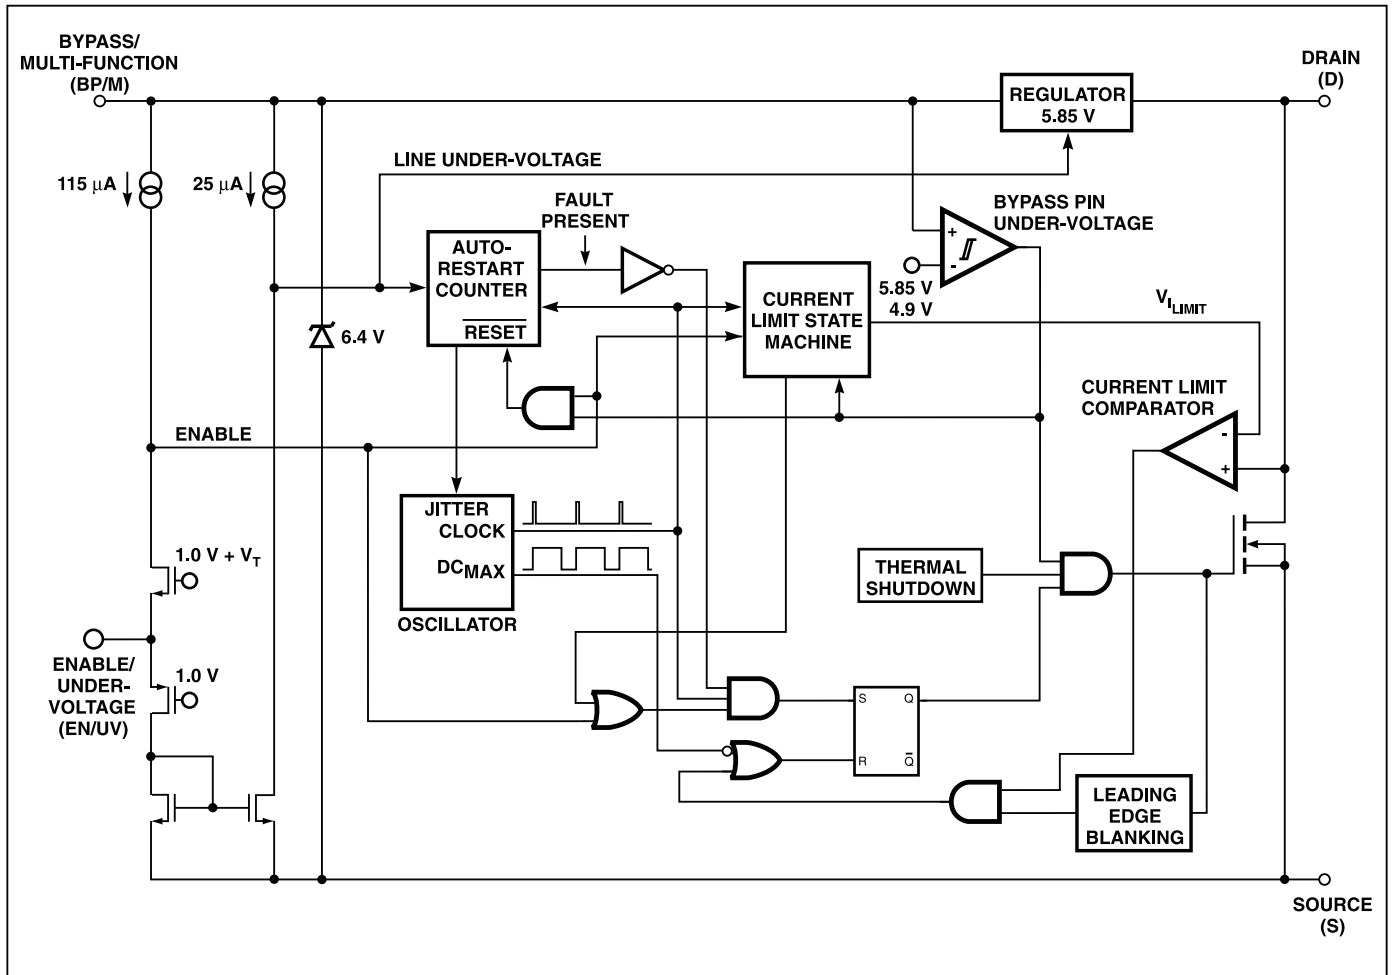 BYPASS/
MULTI-FUNCTION
(BP/M)
DRAIN
(D)
REGULATOR
5.85 V
LINE UNDER-VOLTAGE
115 μA
25 μA
FAULT
PRESENT
BYPASS PIN
UNDER-VOLTAGE
+
-
5.85 V
4.9 V
AUTO-
RESTART
COUNTER
RESET
CURRENT
LIMIT STATE
MACHINE
VILIMIT
6.4 V
CURRENT LIMIT
COMPARATOR
-
+
ENABLE
JITTER
CLOCK
DCMAX
OSCILLATOR
1.0 V + VT
THERMAL
SHUTDOWN
ENABLE/
UNDER-
VOLTAGE
(EN/UV)
1.0 V
S Q
R Q̅
LEADING
EDGE
BLANKING
SOURCE
(S)